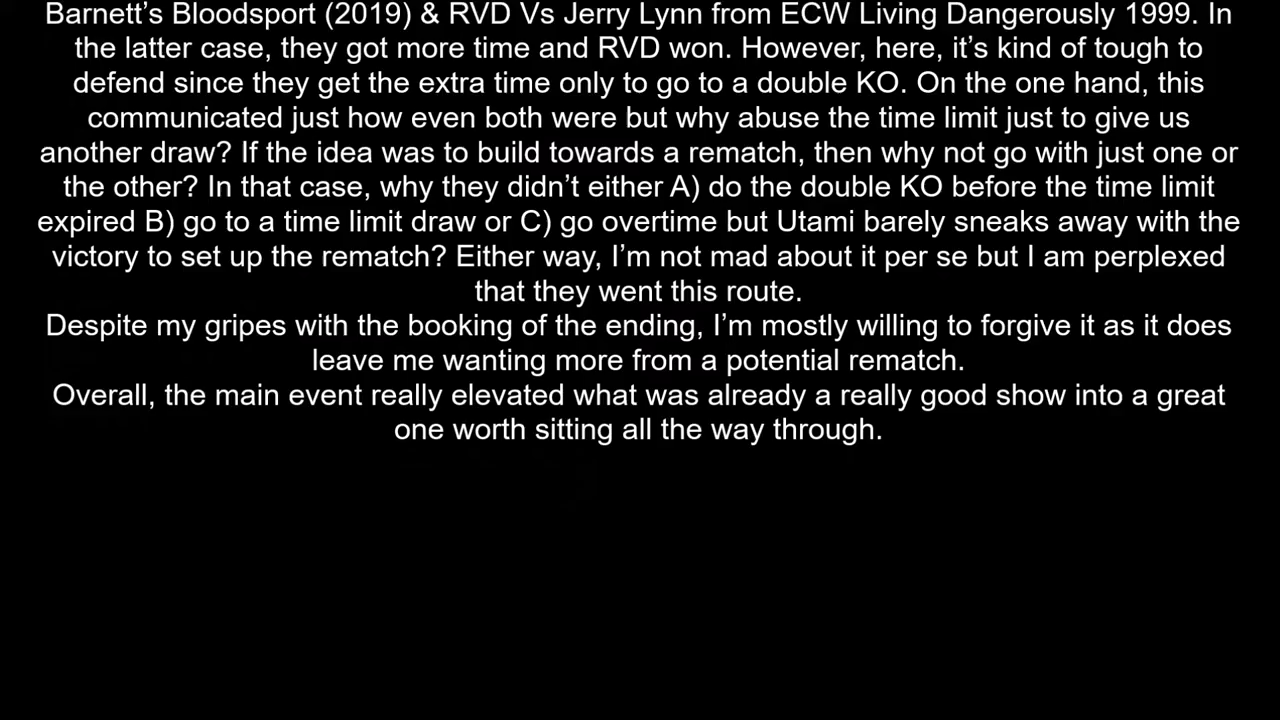 Barnett’s Bloodsport (2019) & RVD Vs Jerry Lynn from ECW Living Dangerously 1999. In
the latter case, they got more time and RVD won. However, here, it’s kind of tough to
defend since they get the extra time only to go to a double KO. On the one hand, this
communicated just how even both were but why abuse the time limit just to give us
another draw? If the idea was to build towards a rematch, then why not go with just one or
the other? In that case, why they didn’t either A) do the double KO before the time limit
expired B) go to a time limit draw or C) go overtime but Utami barely sneaks away with the
victory to set up the rematch? Either way, I’m not mad about it per se but I am perplexed
that they went this route.
Despite my gripes with the booking of the ending, I’m mostly willing to forgive it as it does
leave me wanting more from a potential rematch.
Overall, the main event really elevated what was already a really good show into a great
one worth sitting all the way through.